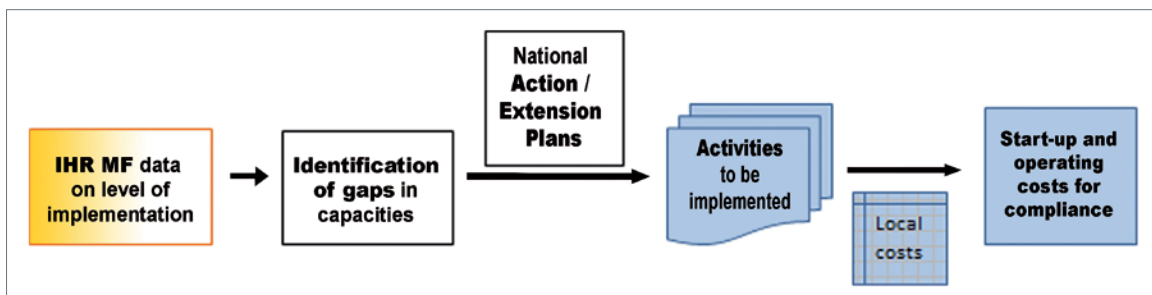 IHR MF data
on level of
implementation
Identification
of gaps in
capacities
National
Action /
Extension
Plans
Activities
to be
implemented
Local
costs
Start-up and
operating
costs for
compliance